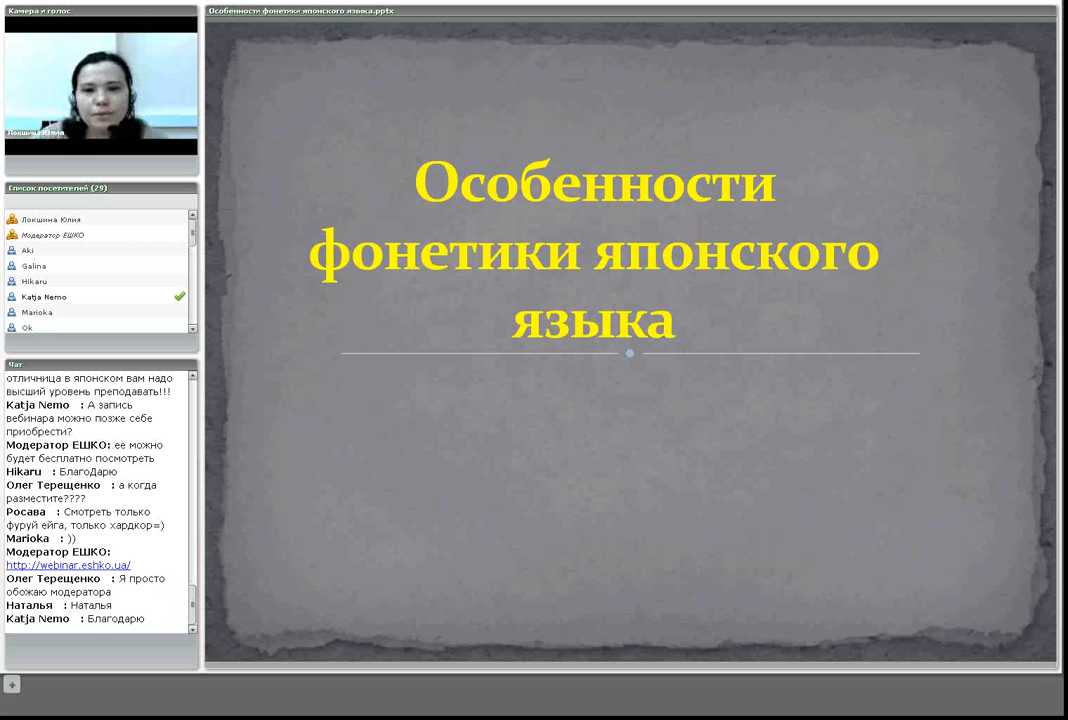 Камера и голос
Локшина Юлия
Список посетителей (29)
Локшина Юлия
Модератор ЕШКО
Aki
Galina
Hikaru
Katja Nemo
Marioka
Ok
Чат
отличница в японском вам надо
высший уровень преподавать!!!
Katja Nemo : А запись
вебинара можно позже себе
приобрести?
Модератор ЕШКО: ее можно
будет бесплатно посмотреть
Hikaru : БлагоДарю
Олег Терещенко : а когда
разместите????
Росава : Смотреть только
фуруй ейга, только хардкор=)
Marioka : ))
Модератор ЕШКО:
http://webinar.eshko.ua/
Олег Терещенко : Я просто
обожаю модератора
Наталья : Наталья
Katja Nemo : Благодарю
Особенности фонетики японского языка.pptx
Особенности
фонетики японского
языка